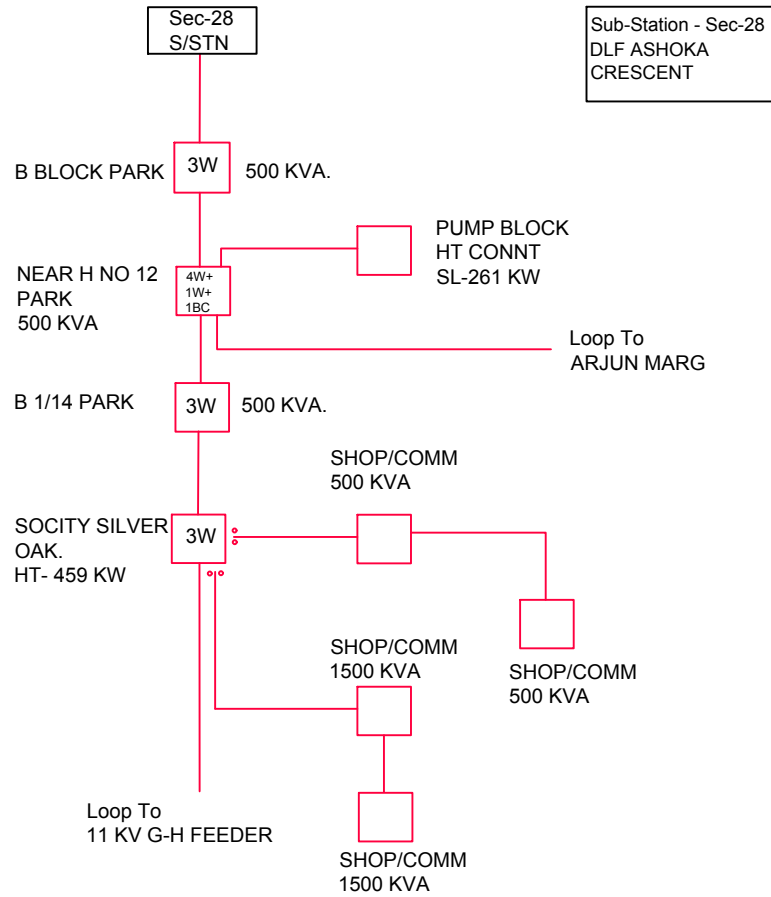 Sec-28
S/STN
Sub-Station - Sec-28
DLF ASHOKA
CRESCENT
B BLOCK PARK
3W
500 KVA.
PUMP BLOCK
HT CONNT
SL-261 KW
NEAR H NO 12
PARK
500 KVA
4W+
1W+
1BC
Loop To
ARJUN MARG
B 1/14 PARK
3W
500 KVA.
SHOP/COMM
500 KVA
SOCITY SILVER
OAK.
HT- 459 KW
3W
SHOP/COMM
500 KVA
SHOP/COMM
1500 KVA
Loop To
11 KV G-H FEEDER
SHOP/COMM
1500 KVA